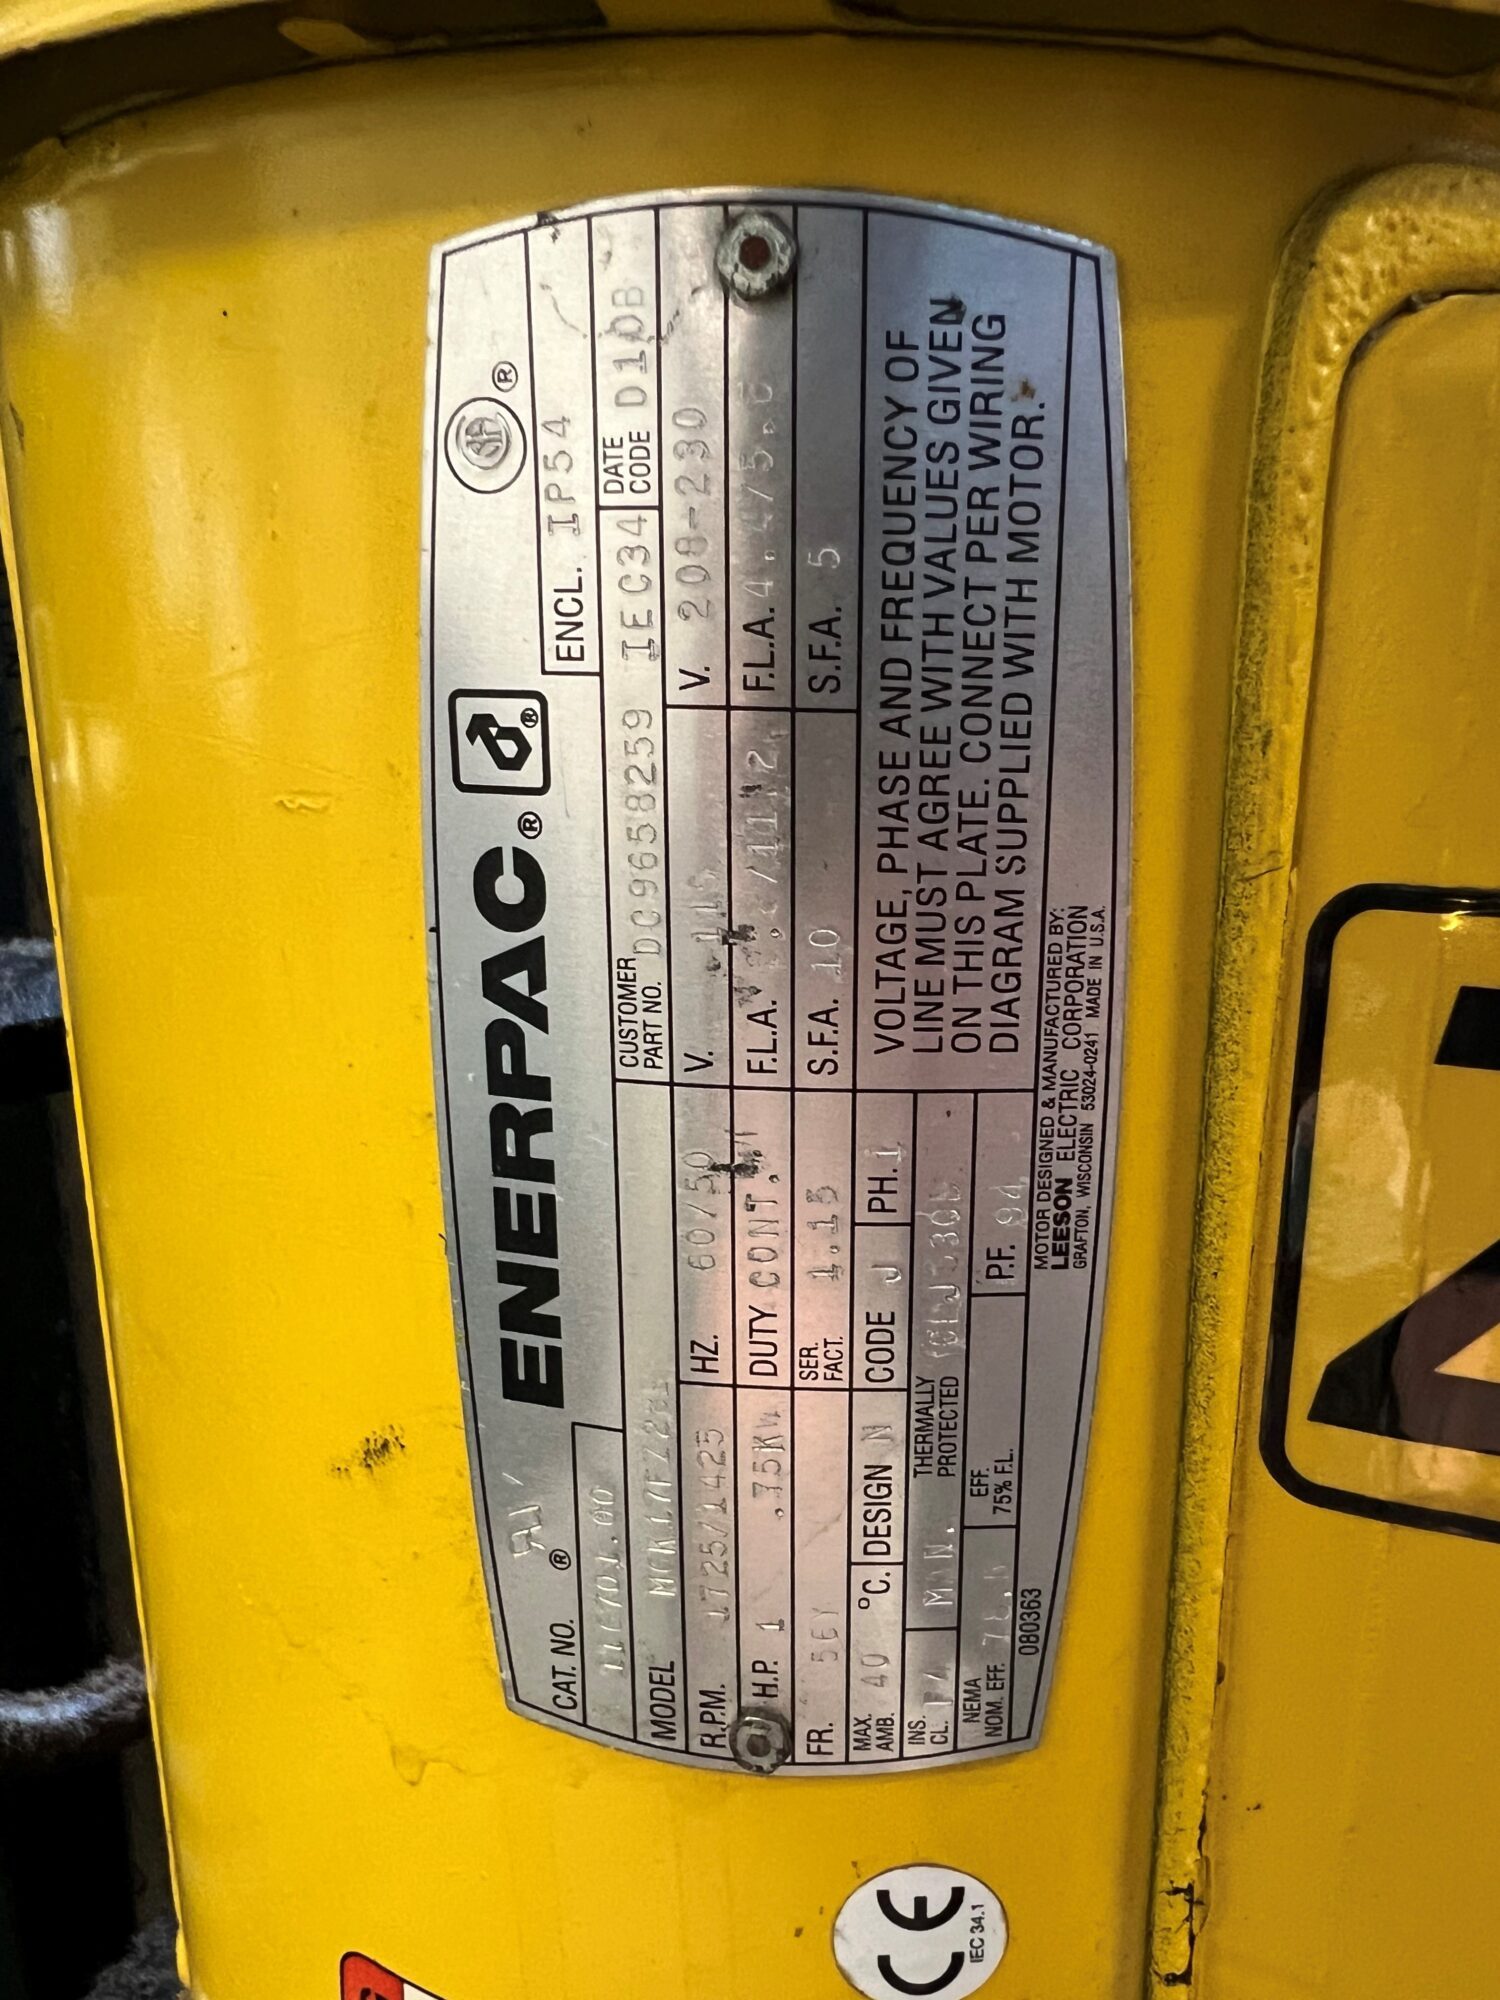 ENERPAC®
®
CAT. NO. ®
ENCL. IP54
MODEL
CUSTOMER PART NO. DC9658259 IEC34
DATE CODE D10B
R.P.M. 1725/1425
HZ. 60/50
V. 115
V. 208-230
H.P. 1 .75KW
DUTY CONT.
F.L.A.
F.L.A.
FR. 56Y
SER. FACT. 1.15
S.F.A. 10
S.F.A. 5
MAX. AMB. 40 °C.
DESIGN N
CODE J
PH. 1
INS. CL.
MAN.
THERMALLY PROTECTED
NEMA NOM. EFF.
EFF. 75% F.L.
P.F. 94
VOLTAGE, PHASE AND FREQUENCY OF
LINE MUST AGREE WITH VALUES GIVEN
ON THIS PLATE. CONNECT PER WIRING
DIAGRAM SUPPLIED WITH MOTOR.
080363
MOTOR DESIGNED & MANUFACTURED BY:
LEESON ELECTRIC CORPORATION
GRAFTON, WISCONSIN 53024-0241 MADE IN U.S.A.
CE
IEC 34.1